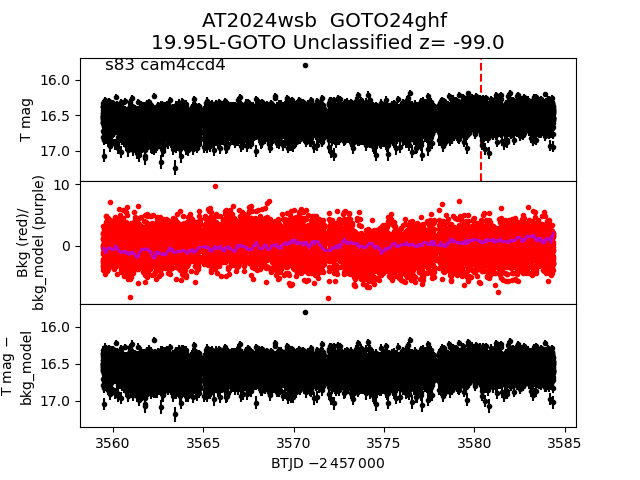 AT2024wsb  GOTO24ghf
19.95L-GOTO Unclassified z= -99.0
s83 cam4ccd4
16.0
16.5
17.0
T mag
10
0
Bkg (red)/
bkg_model (purple)
16.0
16.5
17.0
T mag −
bkg_model
3560 3565 3570 3575 3580 3585
BTJD −2 457 000